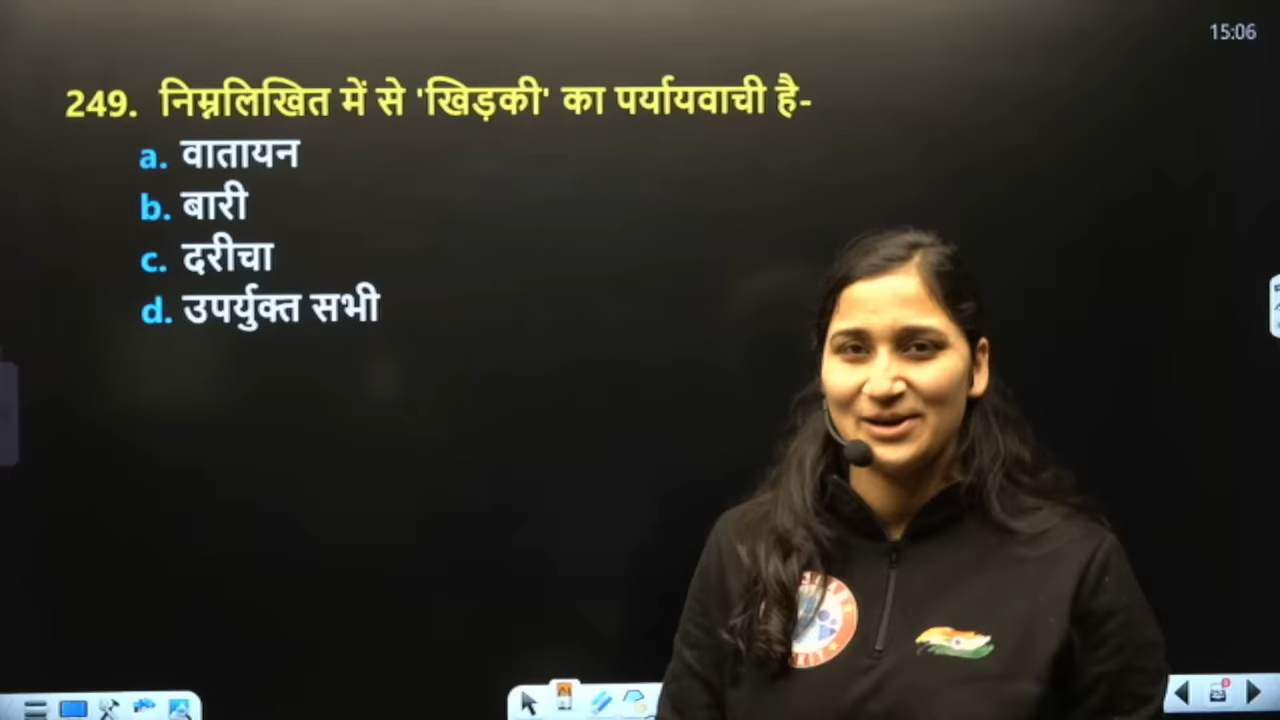 15:06
249. निम्नलिखित में से 'खिड़की' का पर्यायवाची है-
a. वातायन
b. बारी
c. दरीचा
d. उपर्युक्त सभी